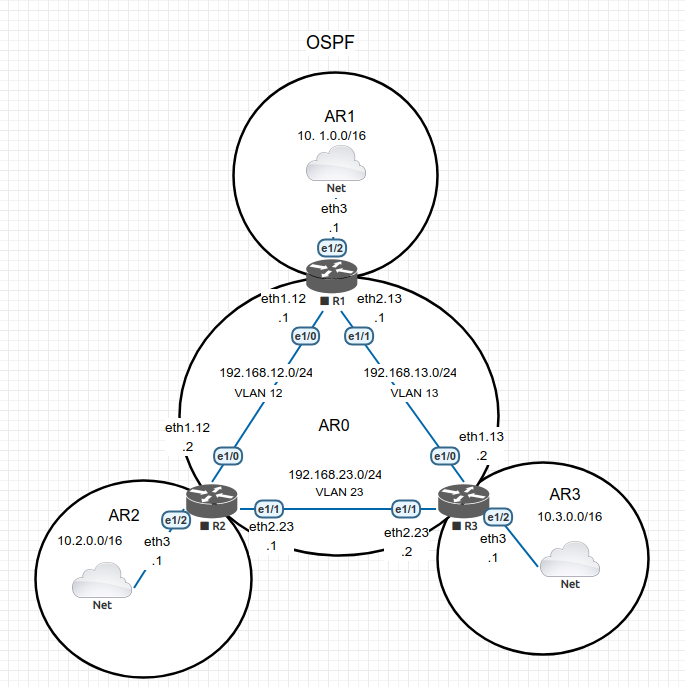 OSPF
AR1
10. 1.0.0/16
Net
eth3
.1
e1/2
R1
eth1.12
.1
eth2.13
.1
e1/0
e1/1
192.168.12.0/24
VLAN 12
192.168.13.0/24
VLAN 13
AR0
eth1.12
.2
eth1.13
.2
e1/0
e1/0
192.168.23.0/24
VLAN 23
R2
e1/1
e1/1
R3
eth2.23
.1
eth2.23
.2
AR2
10.2.0.0/16
e1/2
eth3
.1
Net
AR3
10.3.0.0/16
e1/2
eth3
.1
Net